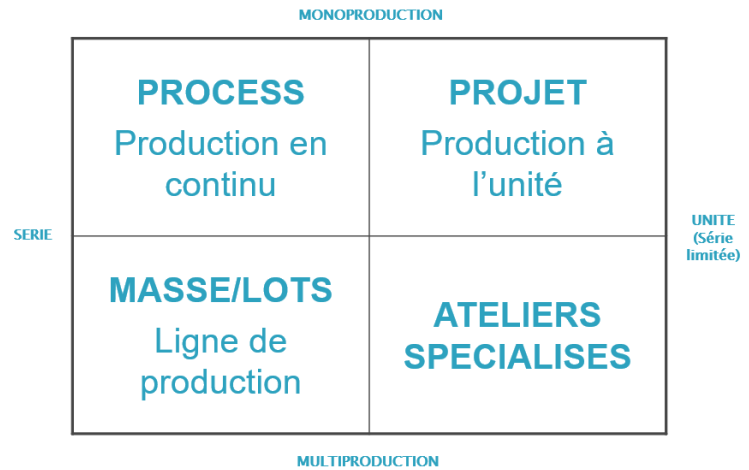 MONOPRODUCTION
PROCESS
Production en
continu
PROJET
Production à
l’unité
SERIE
UNITE
(Série
limitée)
MASSE/LOTS
Ligne de
production
ATELIERS
SPECIALISES
MULTIPRODUCTION